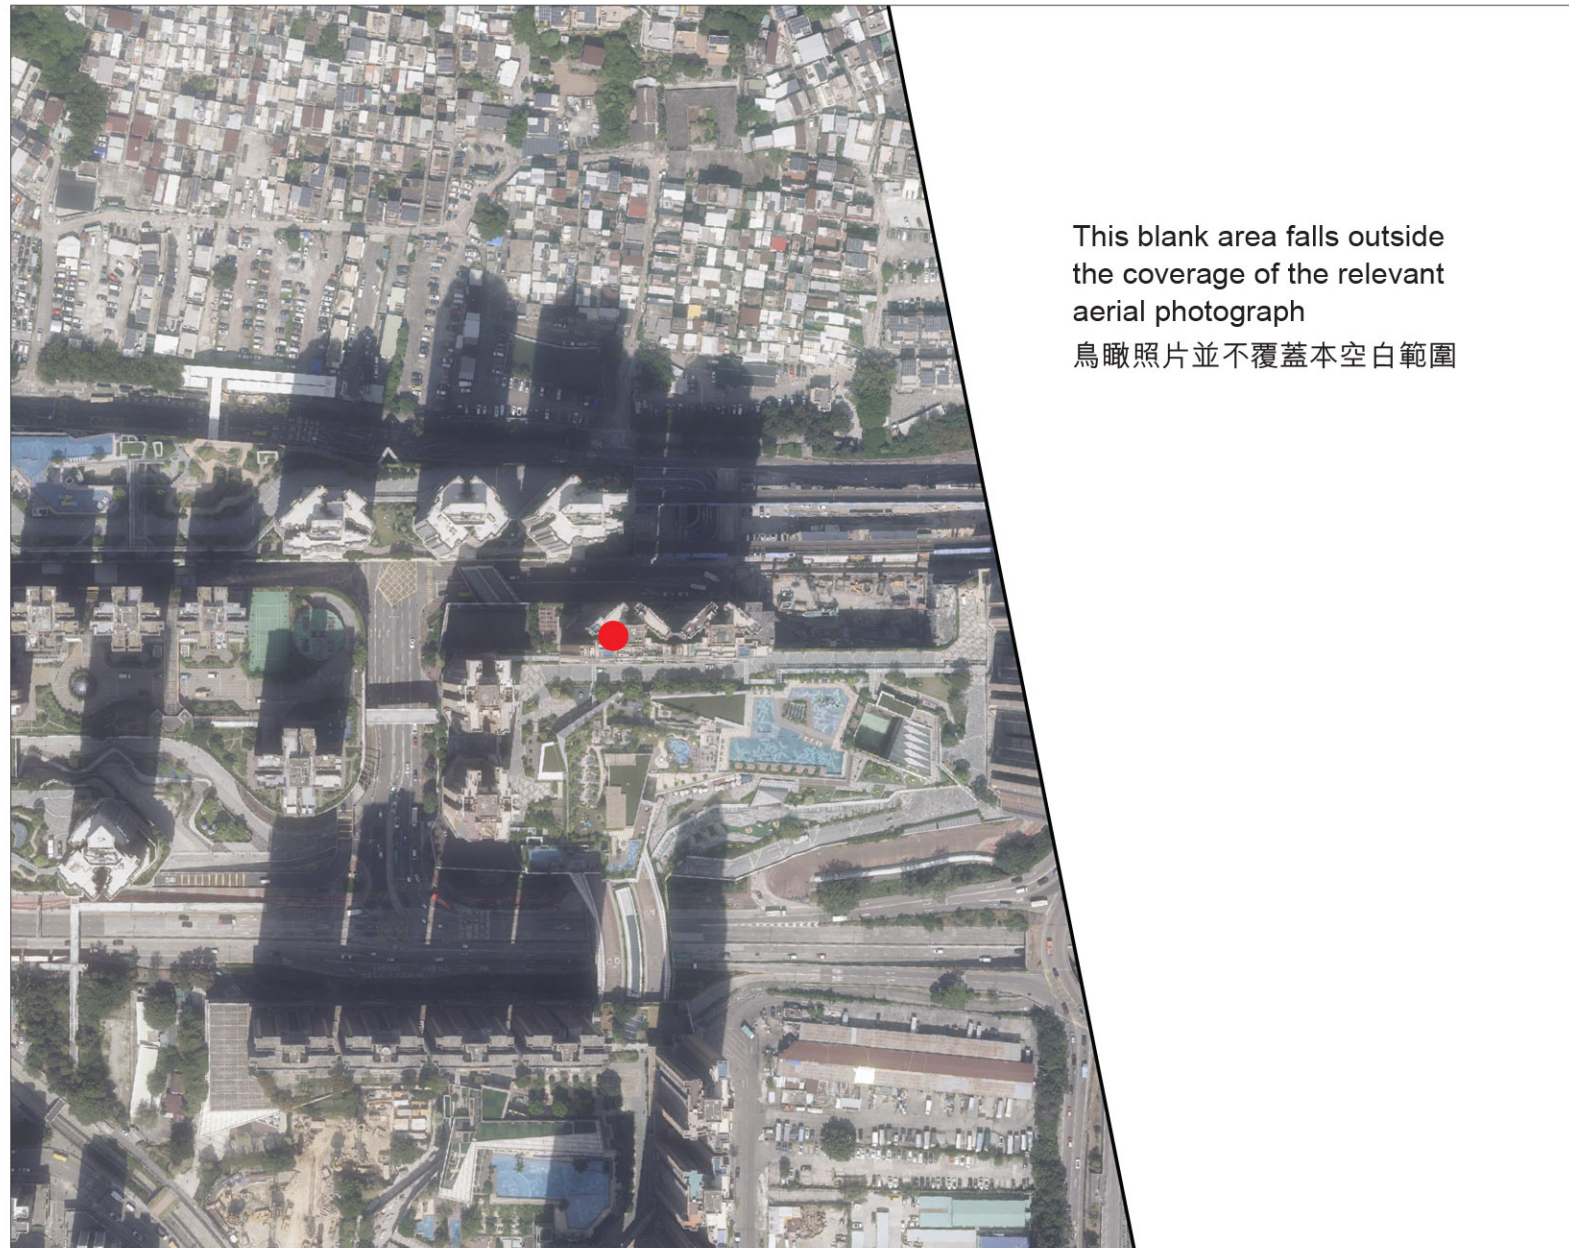 This blank area falls outside
the coverage of the relevant
aerial photograph
鳥瞰照片並不覆蓋本空白範圍